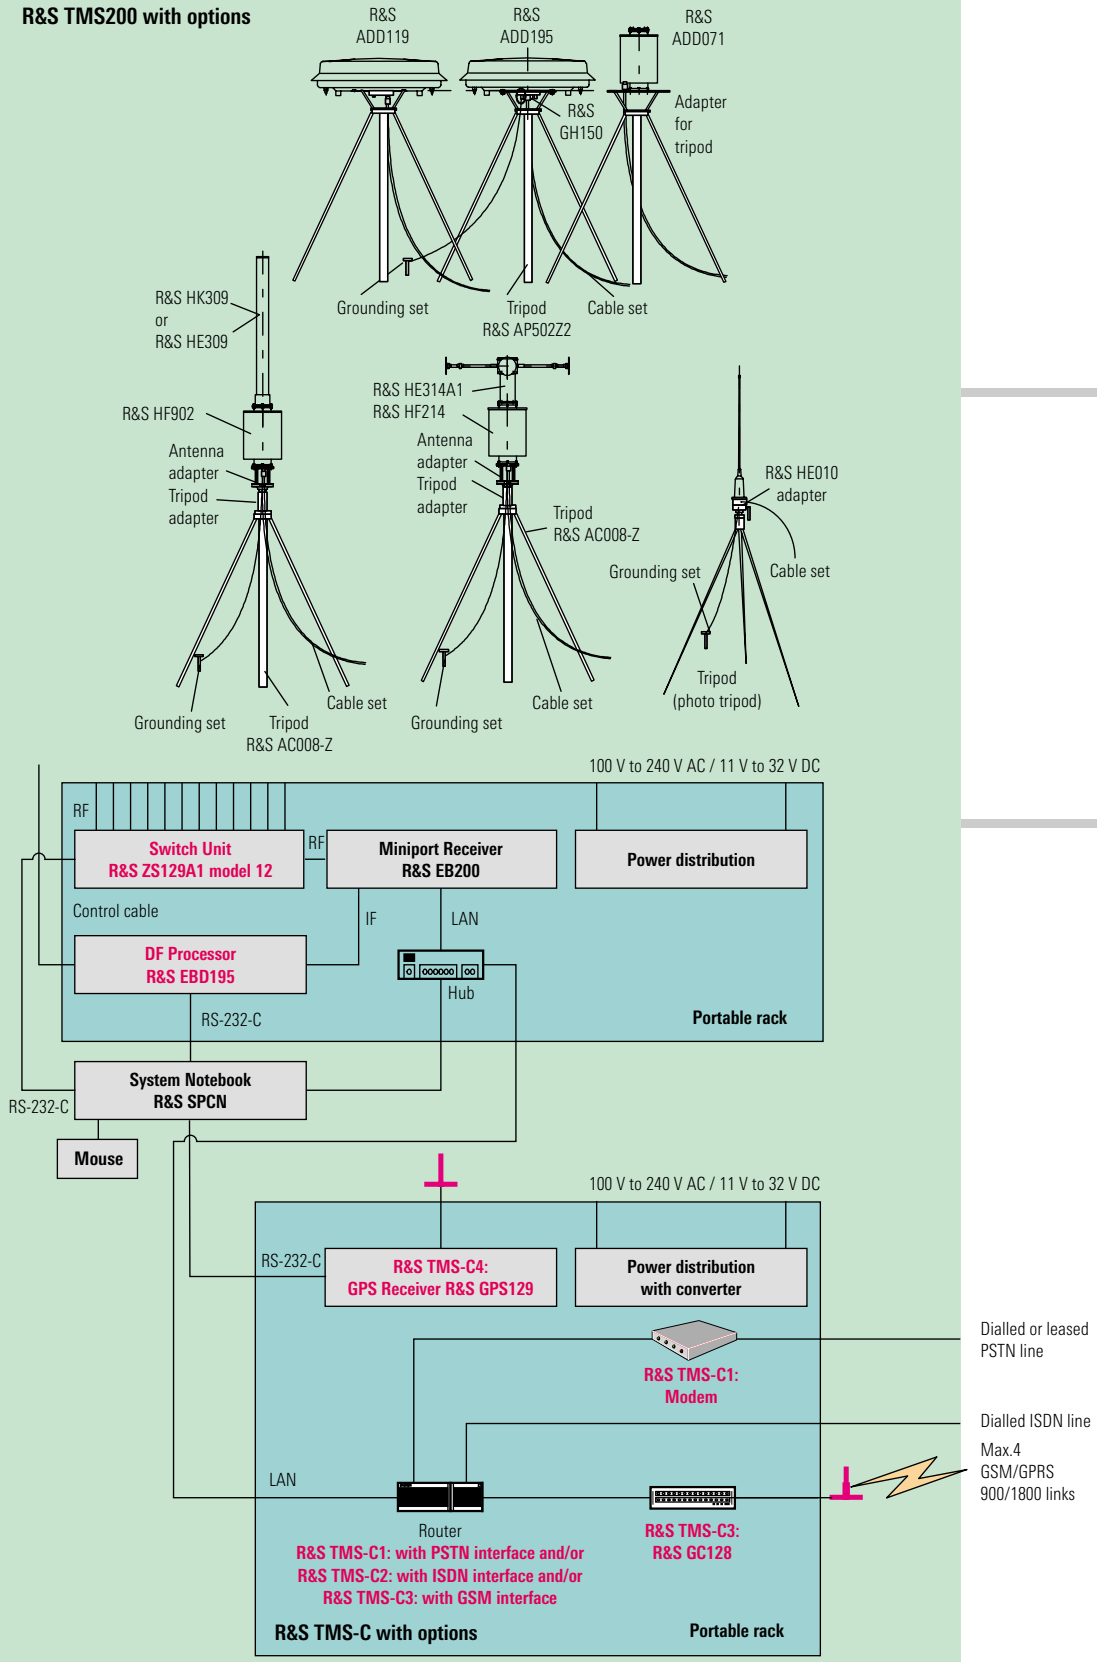 R&S TMS200 with options
R&S
ADD119
R&S
ADD195
R&S
ADD071
R&S
GH150
Adapter
for
tripod
Grounding set
Tripod
R&S AP502Z2
Cable set
R&S HK309
or
R&S HE309
R&S HF902
Antenna
adapter
Tripod
adapter
Grounding set
Tripod
R&S AC008-Z
Cable set
R&S HE314A1
R&S HF214
Antenna
adapter
Tripod
adapter
Tripod
R&S AC008-Z
Grounding set
Cable set
R&S HE010
adapter
Grounding set
Cable set
Tripod
(photo tripod)
100 V to 240 V AC / 11 V to 32 V DC
RF
Switch Unit
R&S ZS129A1 model 12
RF
Miniport Receiver
R&S EB200
Power distribution
Control cable
IF
LAN
DF Processor
R&S EBD195
Hub
RS-232-C
Portable rack
System Notebook
R&S SPCN
RS-232-C
Mouse
100 V to 240 V AC / 11 V to 32 V DC
RS-232-C
R&S TMS-C4:
GPS Receiver R&S GPS129
Power distribution
with converter
Dialled or leased
PSTN line
R&S TMS-C1:
Modem
Dialled ISDN line
Max.4
GSM/GPRS
900/1800 links
LAN
Router
R&S TMS-C1: with PSTN interface and/or
R&S TMS-C2: with ISDN interface and/or
R&S TMS-C3: with GSM interface
R&S TMS-C3:
R&S GC128
R&S TMS-C with options
Portable rack